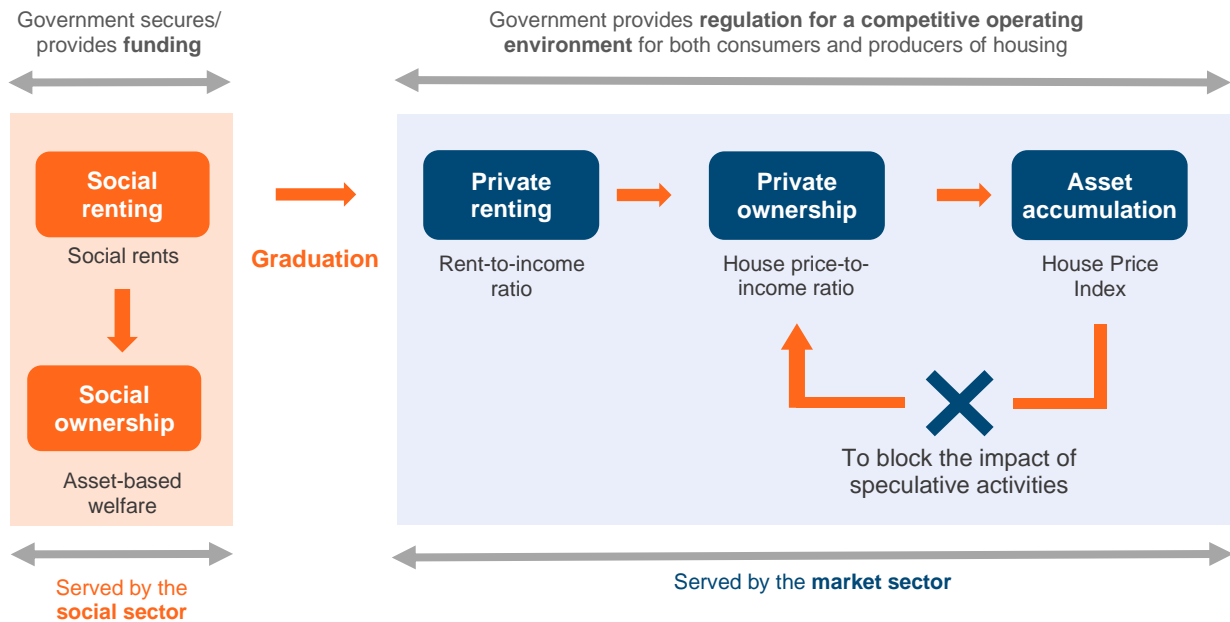 Government secures/
provides funding
Government provides regulation for a competitive operating
environment for both consumers and producers of housing
Social
renting
Social rents
Graduation
Private
renting
Rent-to-income
ratio
Private
ownership
House price-to-
income ratio
Asset
accumulation
House Price
Index
Social
ownership
Asset-based
welfare
To block the impact of
speculative activities
Served by the
social sector
Served by the market sector